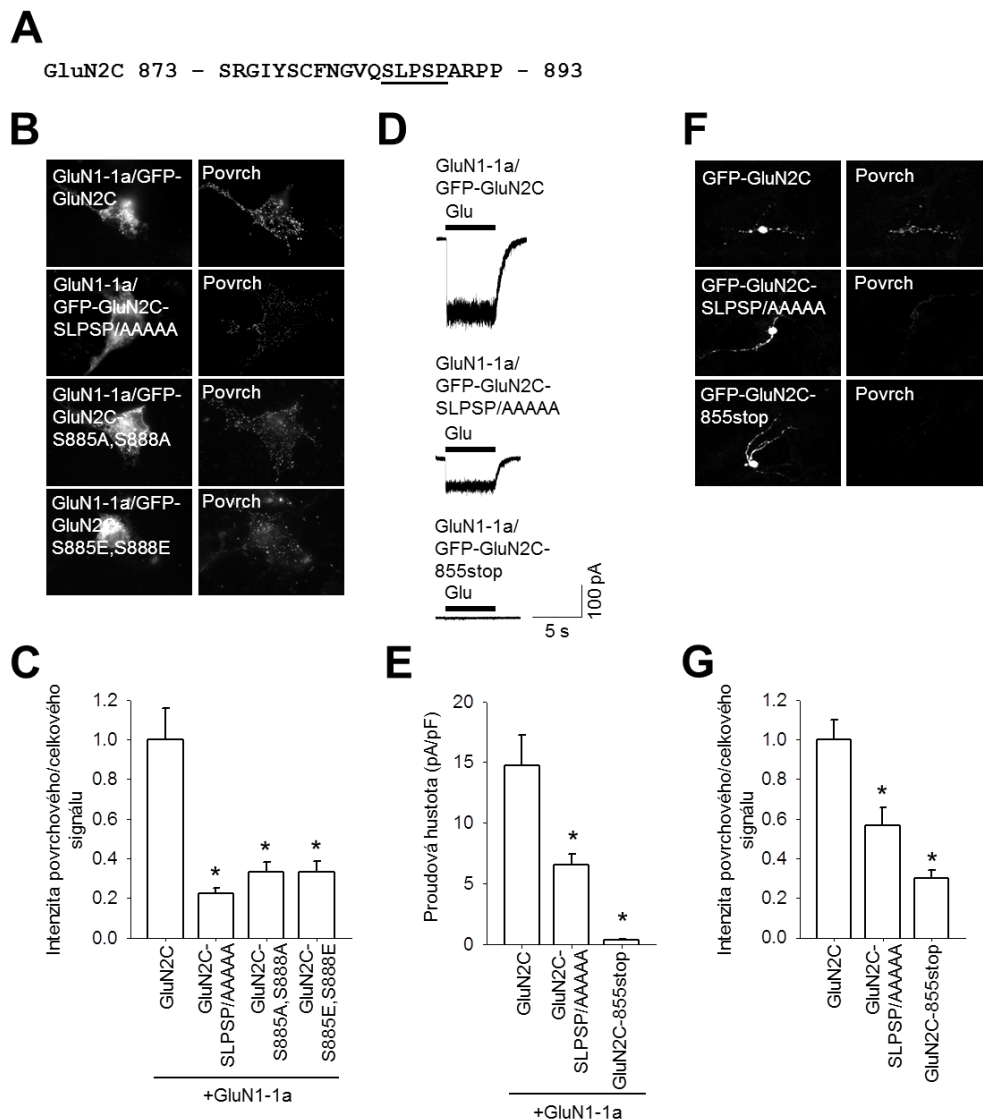 A
GluN2C 873 – SRGIYSCFNGVQSLPSPARPP – 893
B
GluN1-1a/GFP-
GluN2C
Povrch
GluN1-1a/
GFP-GluN2C-
SLPSP/AAAAA
Povrch
GluN1-1a/GFP-
GluN2C-
S885A,S888A
Povrch
GluN1-1a/GFP-
GluN2C-
S885E,S888E
Povrch
D
GluN1-1a/
GFP-GluN2C
Glu
GluN1-1a/
GFP-GluN2C-
SLPSP/AAAAA
Glu
GluN1-1a/
GFP-GluN2C-
855stop
Glu
5 s
100 pA
F
GFP-GluN2C
Povrch
GFP-GluN2C-
SLPSP/AAAAA
Povrch
GFP-GluN2C-
855stop
Povrch
C
Intenzita povrchového/celkového
signálu
1.2
1.0
0.8
0.6
0.4
0.2
0.0
*
*
*
GluN2C
GluN2C-
SLPSP/AAAAA
GluN2C-
S885A,S888A
GluN2C-
S885E,S888E
+GluN1-1a
E
Proudová hustota (pA/pF)
20
15
10
5
0
*
*
GluN2C
GluN2C-
SLPSP/AAAAA
GluN2C-855stop
+GluN1-1a
G
Intenzita povrchového/celkového
signálu
1.2
1.0
0.8
0.6
0.4
0.2
0.0
*
*
GluN2C
GluN2C-
SLPSP/AAAAA
GluN2C-855stop